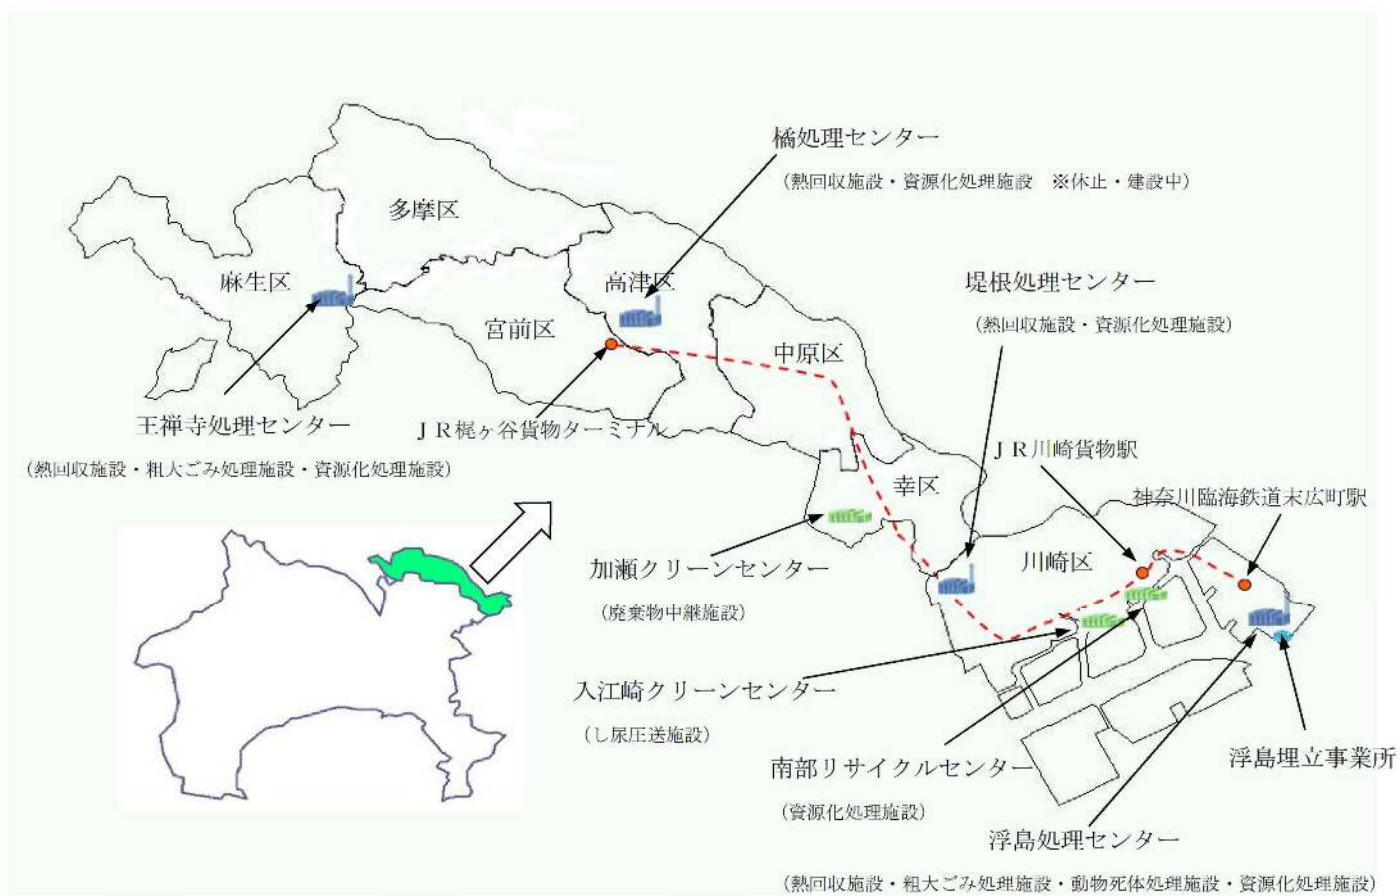 橘処理センター
（熱回収施設・資源化処理施設　※休止・建設中）
多摩区
麻生区
高津区
堤根処理センター
（熱回収施設・資源化処理施設）
宮前区
中原区
王禅寺処理センター
（熱回収施設・粗大ごみ処理施設・資源化処理施設）
ＪＲ梶ヶ谷貨物ターミナル
ＪＲ川崎貨物駅
幸区
神奈川臨海鉄道末広町駅
川崎区
加瀬クリーンセンター
（廃棄物中継施設）
入江崎クリーンセンター
（し尿圧送施設）
南部リサイクルセンター
（資源化処理施設）
浮島埋立事業所
浮島処理センター
（熱回収施設・粗大ごみ処理施設・動物死体処理施設・資源化処理施設）